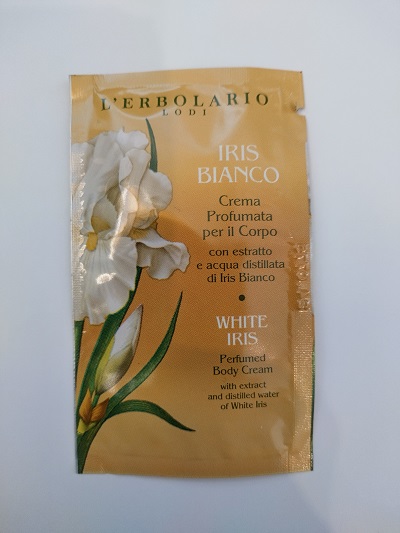 L'ERBOLARIO
LODI
IRIS
BIANCO
Crema
Profumata
per il Corpo
con estratto
e acqua distillata
di Iris Bianco
•
WHITE
IRIS
Perfumed
Body Cream
with extract
and distilled water
of White Iris